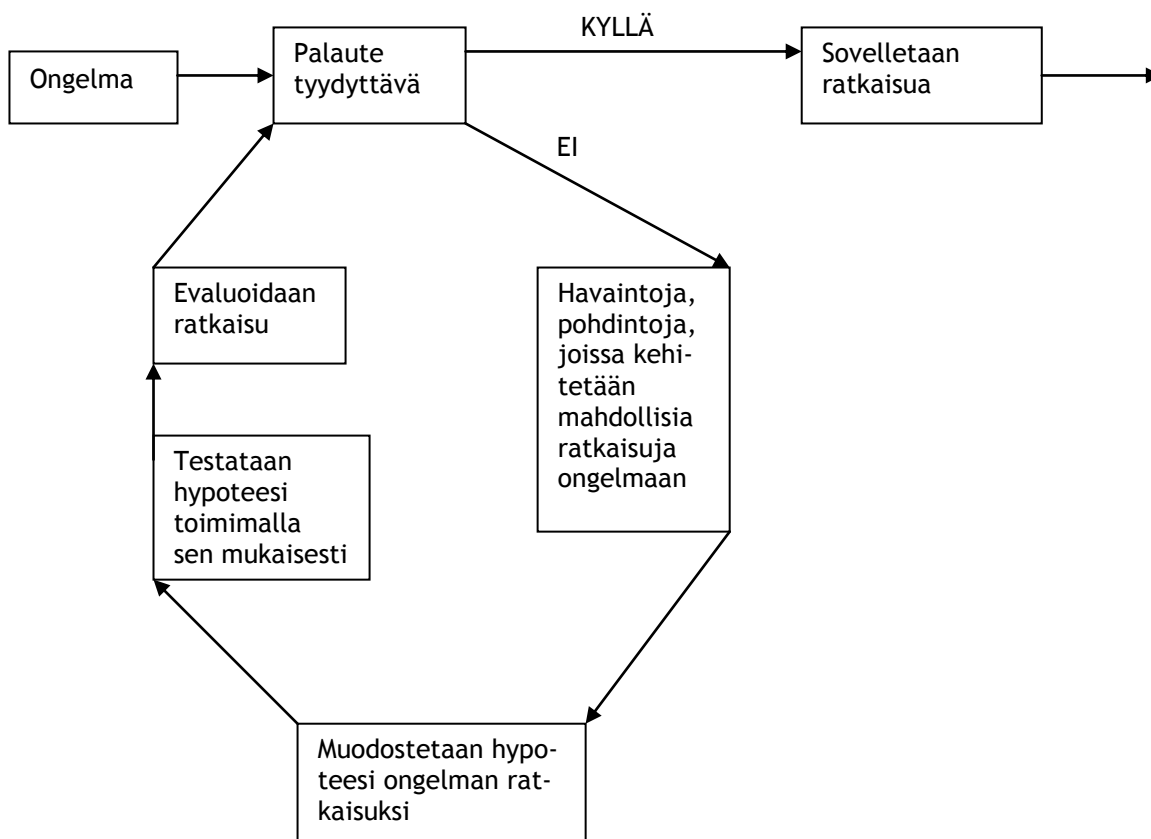 Ongelma
Palaute
tyydyttävä
KYLLÄ
Sovelletaan
ratkaisua
EI
Havaintoja,
pohdintoja,
joissa kehi-
tetään
mahdollisia
ratkaisuja
ongelmaan
Muodostetaan hypo-
teesi ongelman rat-
kaisuksi
Testataan
hypoteesi
toimimalla
sen mukaisesti
Evaluoidaan
ratkaisu